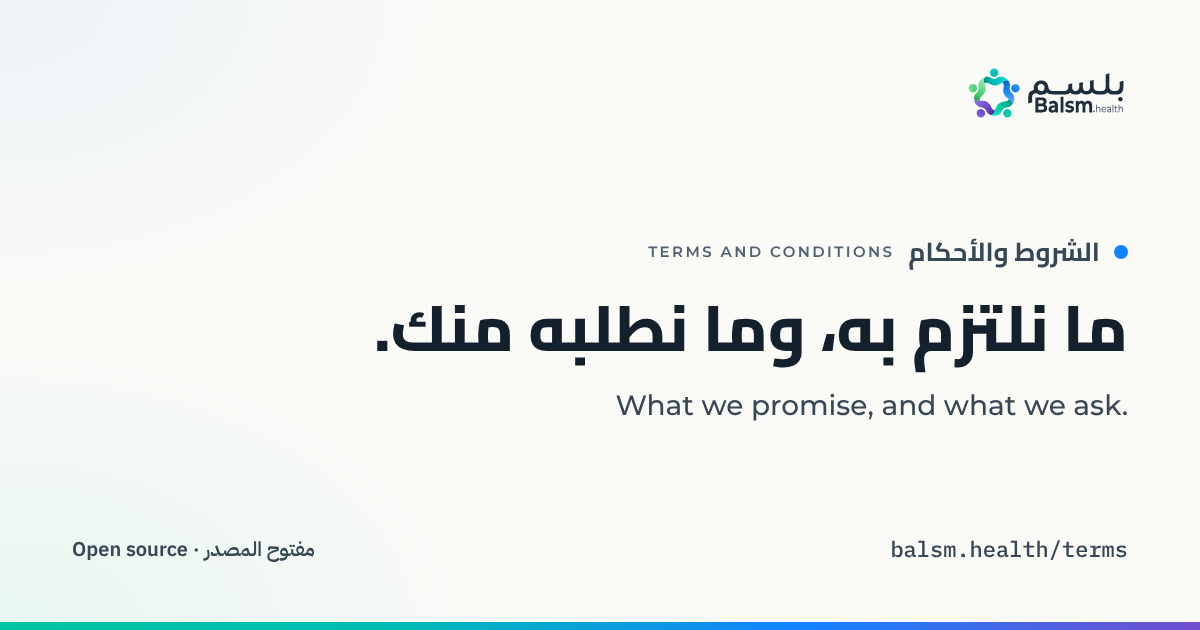 بلسم
Balsm.health
الشروط والأحكام TERMS AND CONDITIONS
ما نلتزم به، وما نطلبه منك.
What we promise, and what we ask.
balsm.health/terms
مفتوح المصدر · Open source